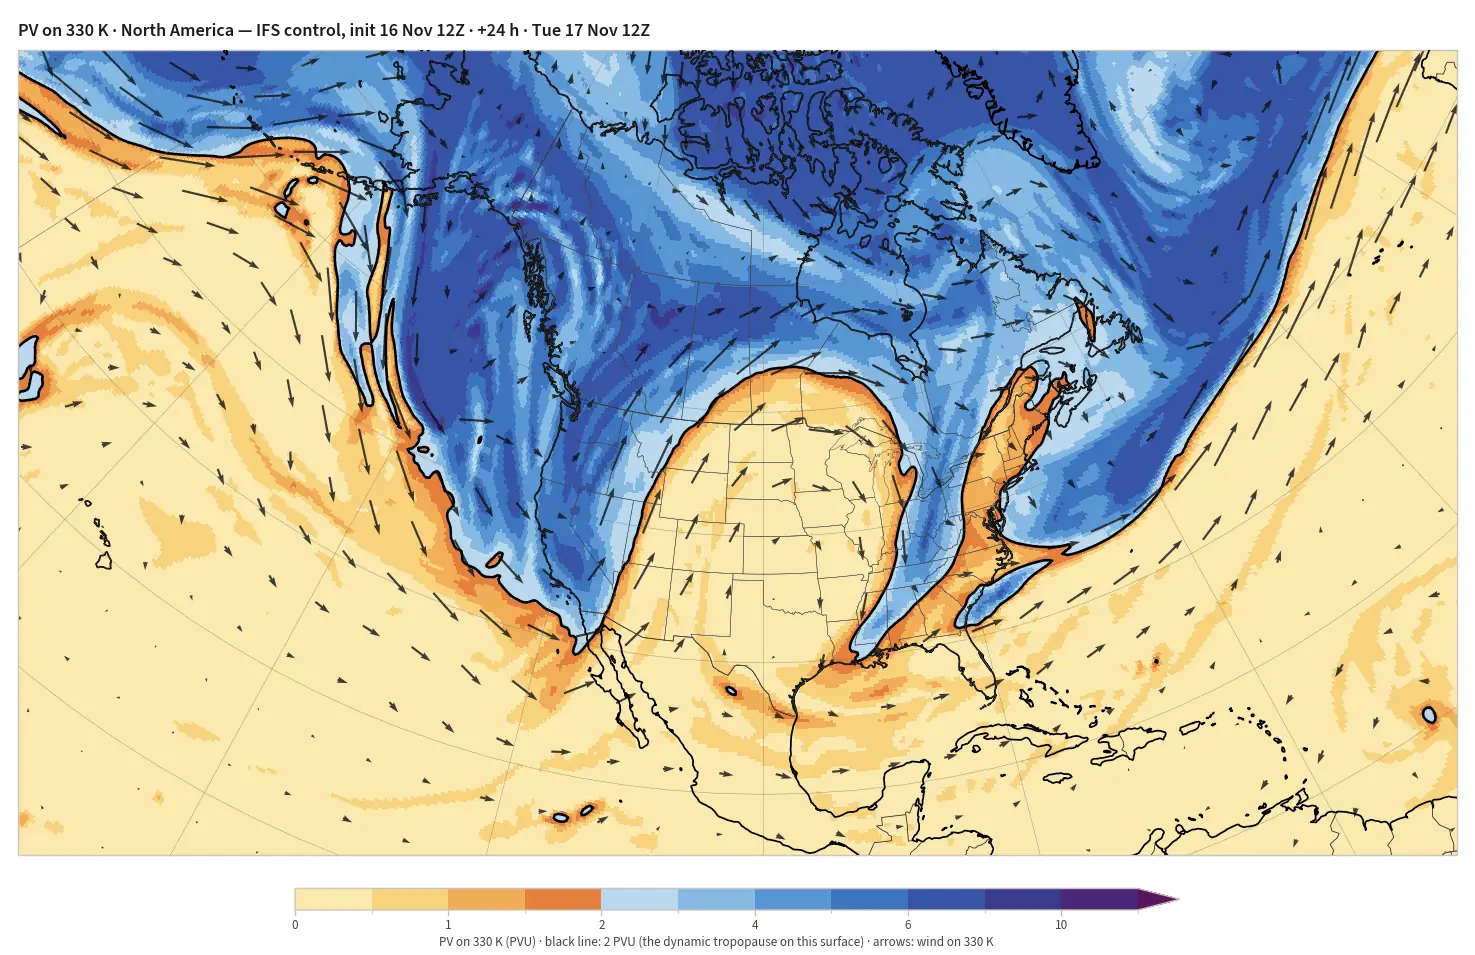 PV on 330 K · North America — IFS control, init 16 Nov 12Z · +24 h · Tue 17 Nov 12Z
0 1 2 4 6 10
PV on 330 K (PVU) · black line: 2 PVU (the dynamic tropopause on this surface) · arrows: wind on 330 K